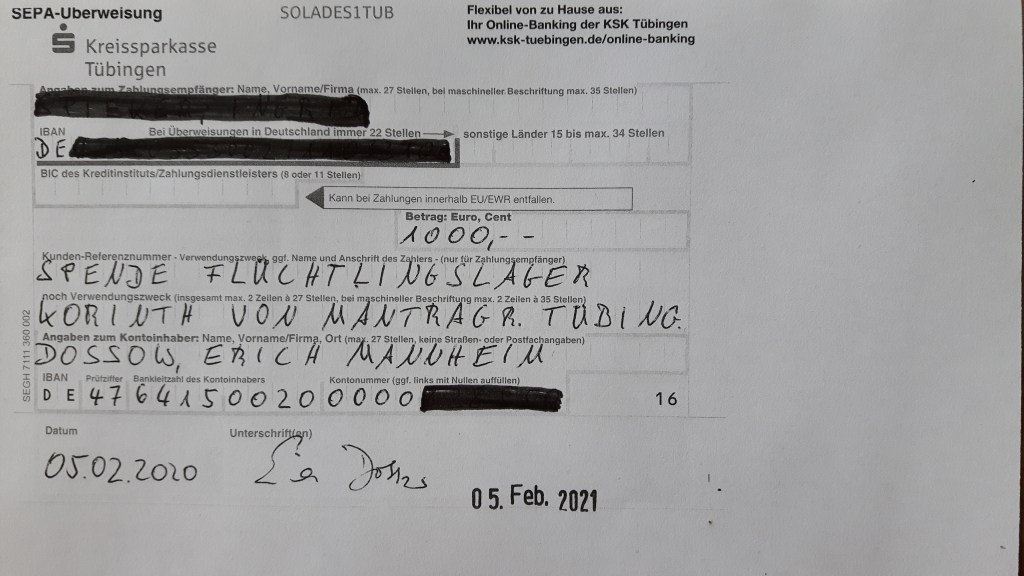 SEPA-Überweisung
SOLADES1TUB
Flexibel von zu Hause aus:
Ihr Online-Banking der KSK Tübingen
www.ksk-tuebingen.de/online-banking
Kreissparkasse
Tübingen
Angaben zum Zahlungsempfänger: Name, Vorname/Firma (max. 27 Stellen, bei maschineller Beschriftung max. 35 Stellen)
IBAN Bei Überweisungen in Deutschland immer 22 Stellen sonstige Länder 15 bis max. 34 Stellen
DE
BIC des Kreditinstituts/Zahlungsdienstleisters (8 oder 11 Stellen)
Kann bei Zahlungen innerhalb EU/EWR entfallen.
Betrag: Euro, Cent
1000,--
Kunden-Referenznummer - Verwendungszweck, ggf. Name und Anschrift des Zahlers - (nur für Zahlungsempfänger)
SPENDE FLÜCHTLINGSLAGER
noch Verwendungszweck (insgesamt max. 2 Zeilen à 27 Stellen, bei maschineller Beschriftung max. 2 Zeilen à 35 Stellen)
KORINTH VON MANTRAGR. TÜBING.
Angaben zum Kontoinhaber: Name, Vorname/Firma, Ort (max. 27 Stellen, keine Straßen- oder Postfachangaben)
DOSSOW, ERICH MANNHEIM
IBAN Prüfziffer Bankleitzahl des Kontoinhabers Kontonummer (ggf. links mit Nullen auffüllen)
DE 47 64150020 0000
16
SEGH 7111 360 002
Datum Unterschrift(en)
05.02.2020
05. Feb. 2021